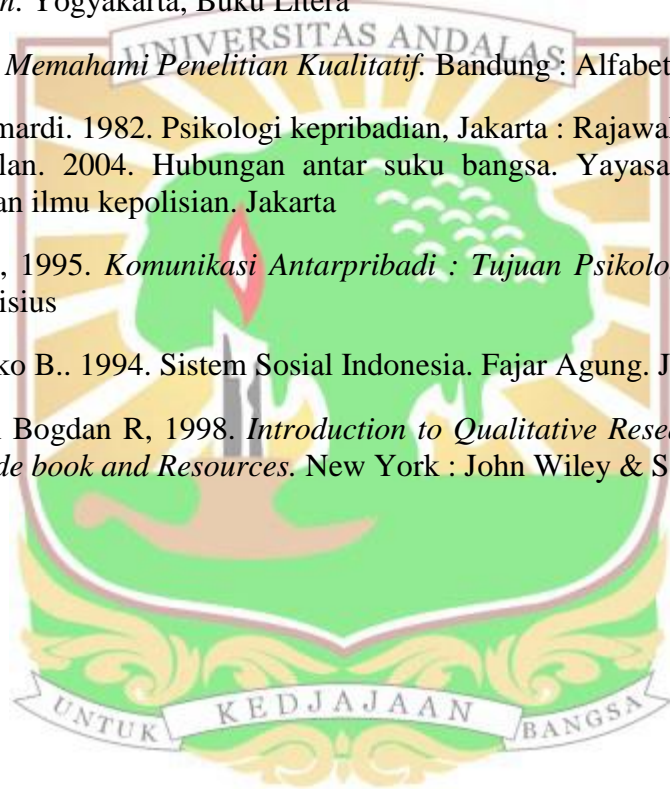 n. Yogyakarta, Buku Litera
UNIVERSITAS ANDALAS
Memahami Penelitian Kualitatif. Bandung : Alfabet
mardi. 1982. Psikologi kepribadian, Jakarta : Rajawa
lan. 2004. Hubungan antar suku bangsa. Yayasa
an ilmu kepolisian. Jakarta
, 1995. Komunikasi Antarpribadi : Tujuan Psikolo
isius
ko B.. 1994. Sistem Sosial Indonesia. Fajar Agung. J
Bogdan R, 1998. Introduction to Qualitative Rese
de book and Resources. New York : John Wiley & S
UNTUK KEDJAJAAN BANGSA